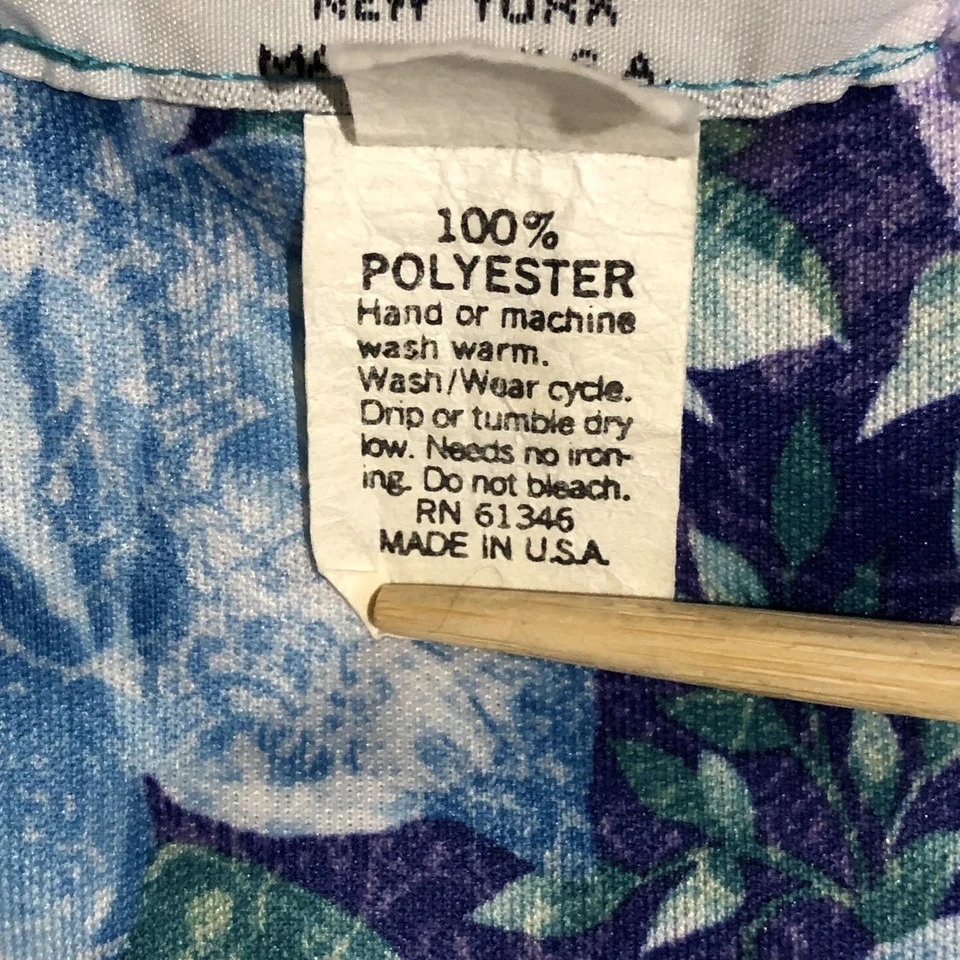 NEW YORK
100%
POLYESTER
Hand or machine
wash warm.
Wash/Wear cycle.
Drip or tumble dry
low. Needs no iron-
ing. Do not bleach.
RN 61346
MADE IN U.S.A.